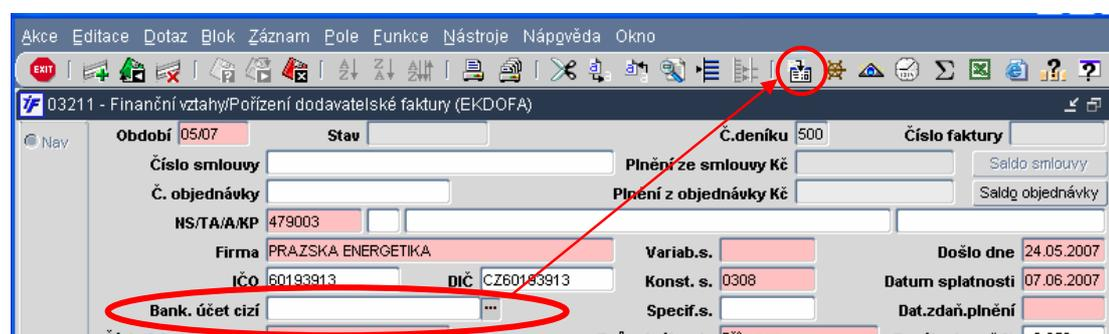 Akce Editace Dotaz Blok Záznam Pole Funkce Nástroje Nápověda Okno
EXIT
03211 - Finanční vztahy/Pořízení dodavatelské faktury (EKDOFA)
Nav Období 05/07 Stav Č.deníku 500 Číslo faktury
Číslo smlouvy Plnění ze smlouvy Kč Saldo smlouvy
Č. objednávky Plnění z objednávky Kč Saldo objednávky
NS/TA/A/KP 479003
Firma PRAZSKA ENERGETIKA Variab.s. Došlo dne 24.05.2007
IČO 60193913 DIČ CZ60193913 Konst. s. 0308 Datum splatnosti 07.06.2007
Bank. účet cizí ... Specif.s. Dat.zdaň.plnění